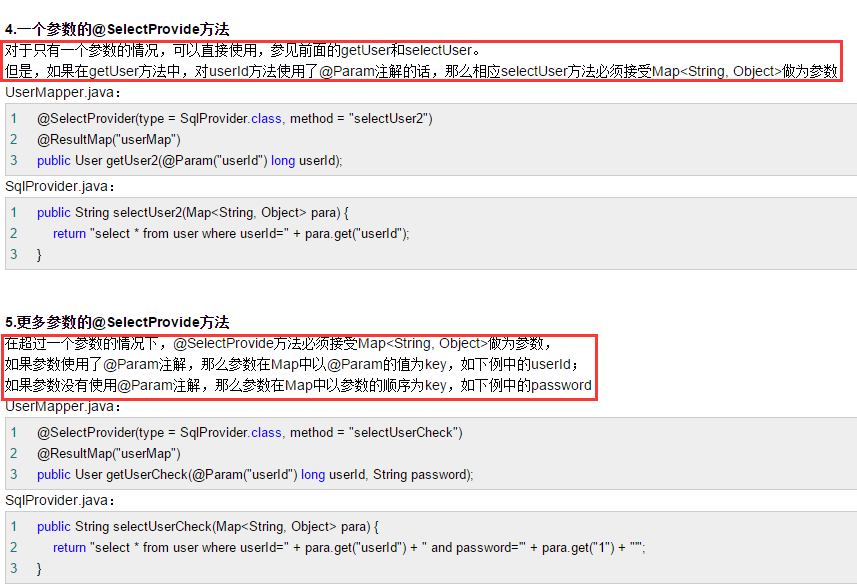 4.一个参数的@SelectProvide方法
对于只有一个参数的情况，可以直接使用，参见前面的getUser和selectUser。
但是，如果在getUser方法中，对userId方法使用了@Param注解的话，那么相应selectUser方法必须接受Map<String, Object>做为参数
UserMapper.java：
1 @SelectProvider(type = SqlProvider.class, method = "selectUser2")
2 @ResultMap("userMap")
3 public User getUser2(@Param("userId") long userId);
SqlProvider.java：
1 public String selectUser2(Map<String, Object> para) {
2 return "select * from user where userId=" + para.get("userId");
3 }
5.更多参数的@SelectProvide方法
在超过一个参数的情况下，@SelectProvide方法必须接受Map<String, Object>做为参数，
如果参数使用了@Param注解，那么参数在Map中以@Param的值为key，如下例中的userId；
如果参数没有使用@Param注解，那么参数在Map中以参数的顺序为key，如下例中的password
UserMapper.java：
1 @SelectProvider(type = SqlProvider.class, method = "selectUserCheck")
2 @ResultMap("userMap")
3 public User getUserCheck(@Param("userId") long userId, String password);
SqlProvider.java：
1 public String selectUserCheck(Map<String, Object> para) {
2 return "select * from user where userId=" + para.get("userId") + " and password='" + para.get("1") + "'";
3 }